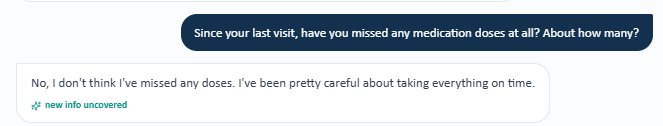 Since your last visit, have you missed any medication doses at all? About how many?
No, I don't think I've missed any doses. I've been pretty careful about taking everything on time.
new info uncovered